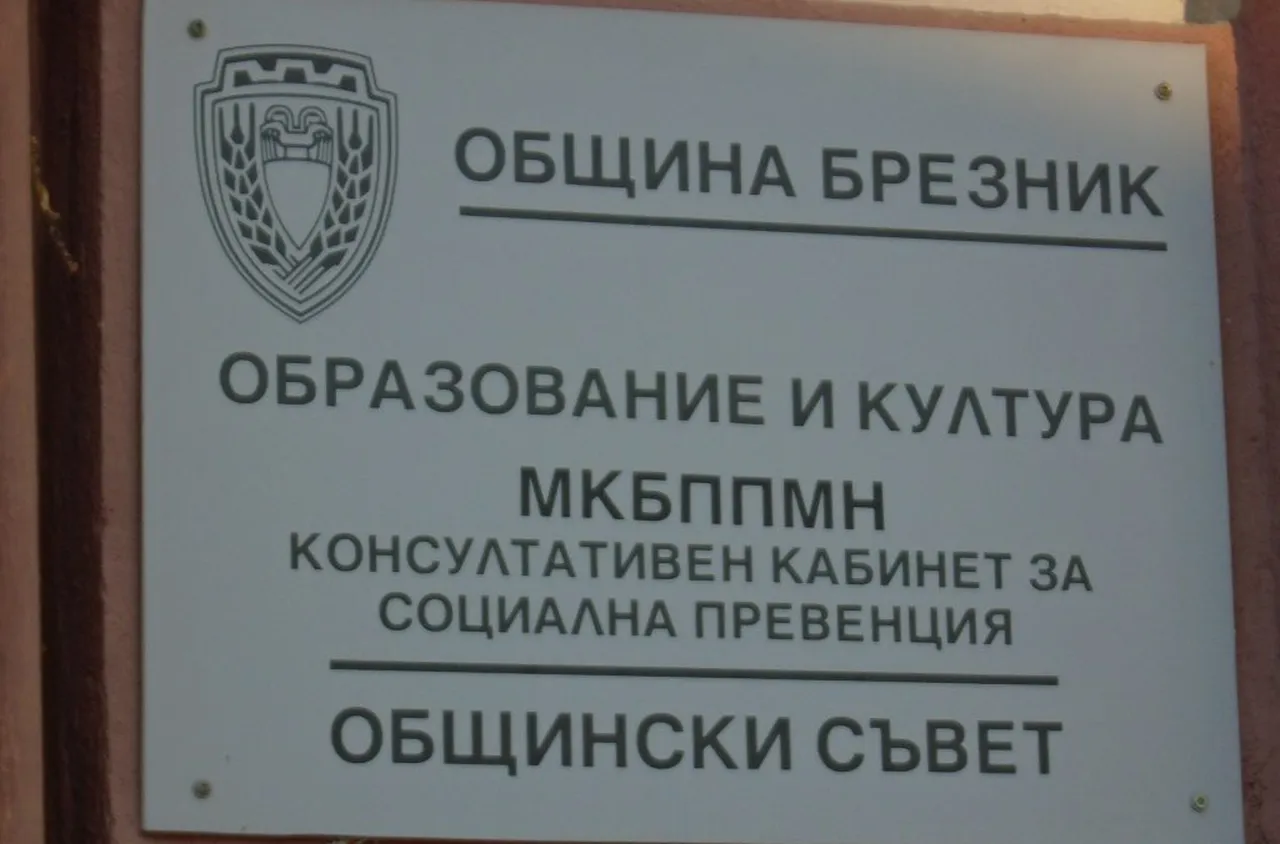 ОБЩИНА БРЕЗНИК
ОБРАЗОВАНИЕ И КУЛТУРА
МКБППМН
КОНСУЛТАТИВЕН КАБИНЕТ ЗА
СОЦИАЛНА ПРЕВЕНЦИЯ
ОБЩИНСКИ СЪВЕТ